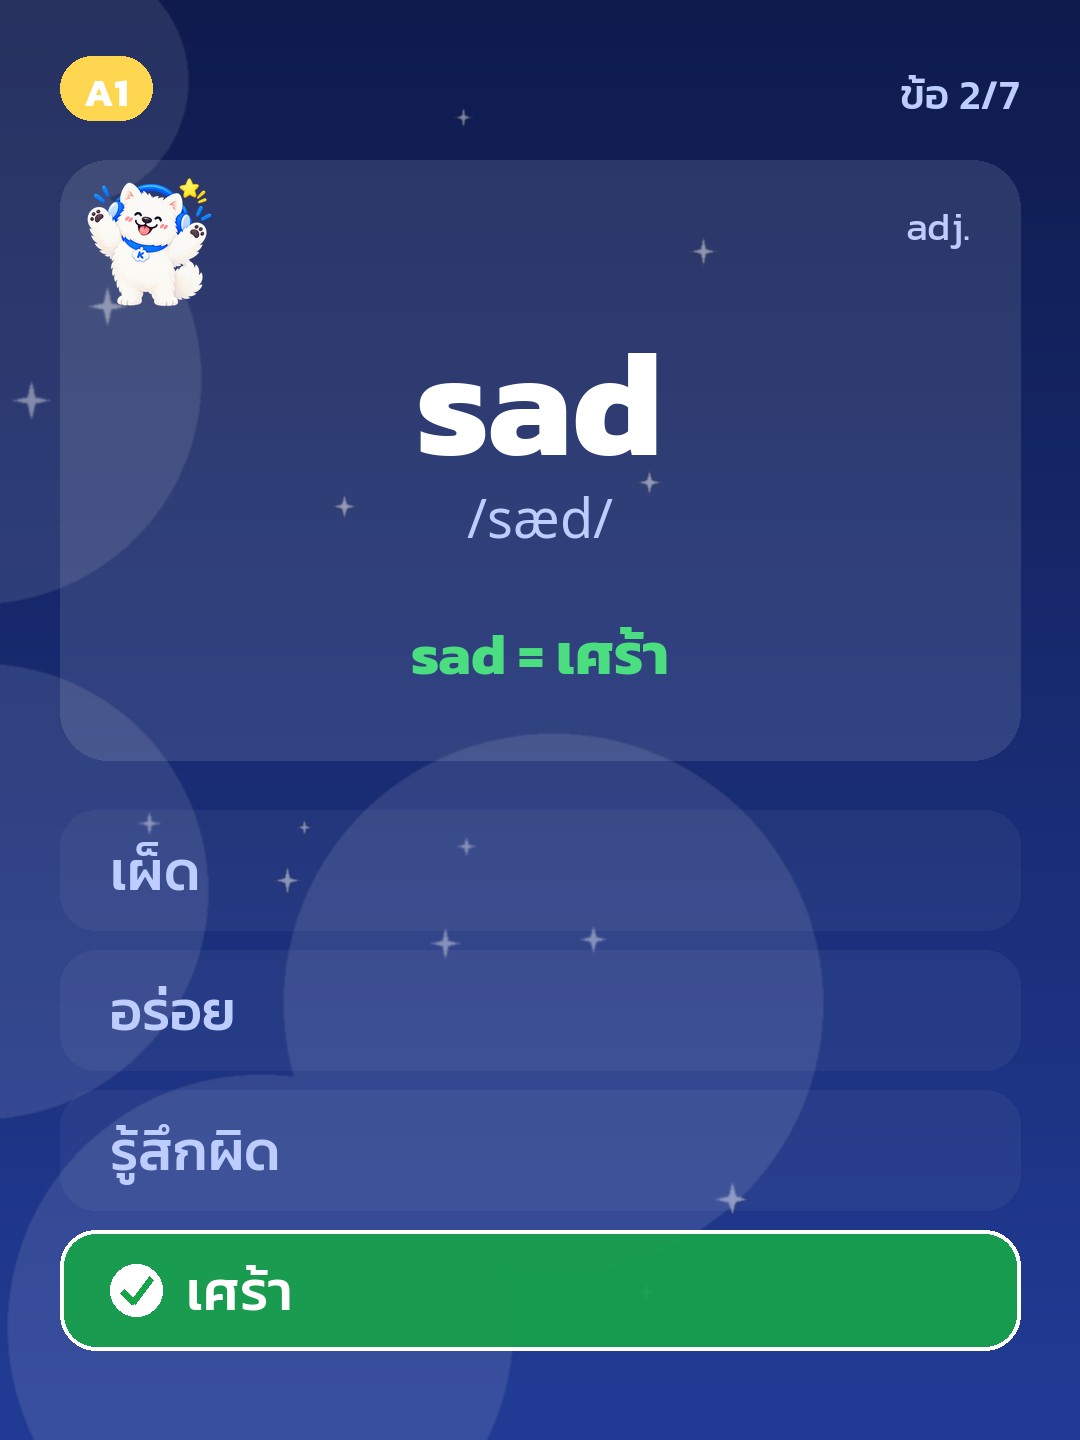 A1
ข้อ 2/7
adj.
K
sad
/sæd/
sad = เศร้า
เผ็ด
อร่อย
รู้สึกผิด
เศร้า